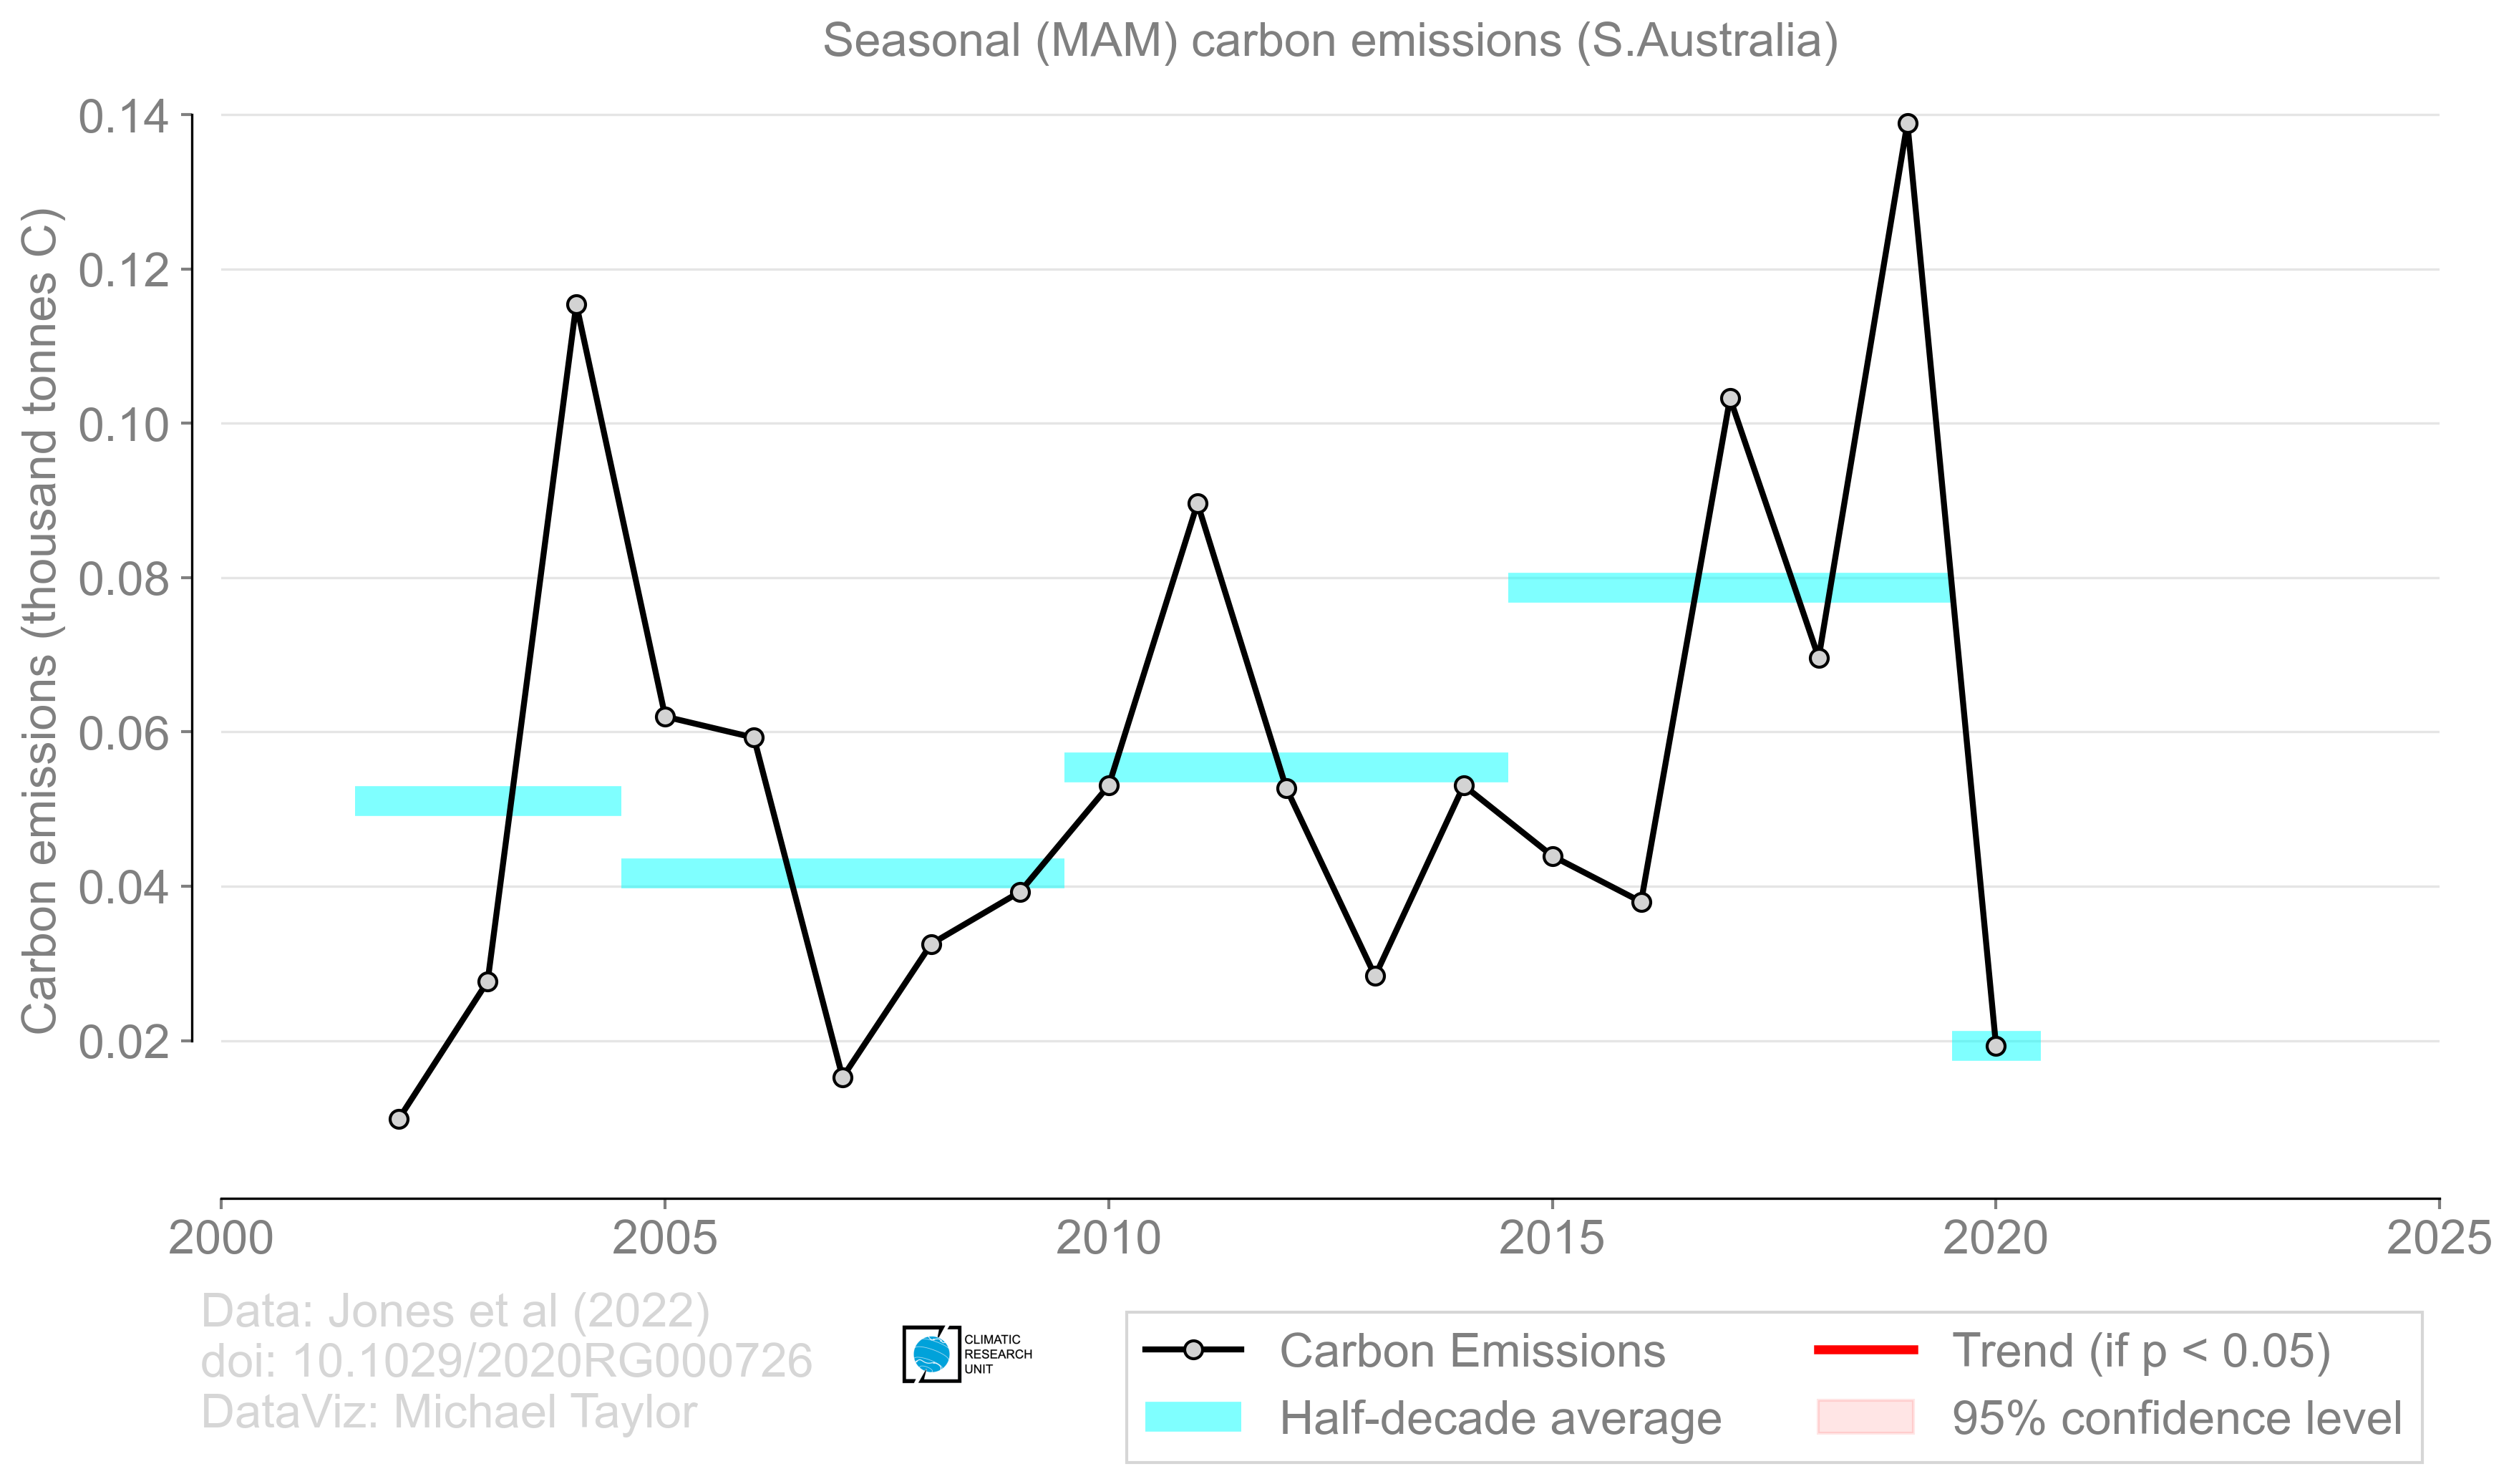 Seasonal (MAM) carbon emissions (S.Australia)
Carbon emissions (thousand tonnes C)
0.14
0.12
0.10
0.08
0.06
0.04
0.02
2000 2005 2010 2015 2020 2025
Data: Jones et al (2022)
doi: 10.1029/2020RG000726
DataViz: Michael Taylor
CLIMATIC
RESEARCH
UNIT
Carbon Emissions
Half-decade average
Trend (if p < 0.05)
95% confidence level